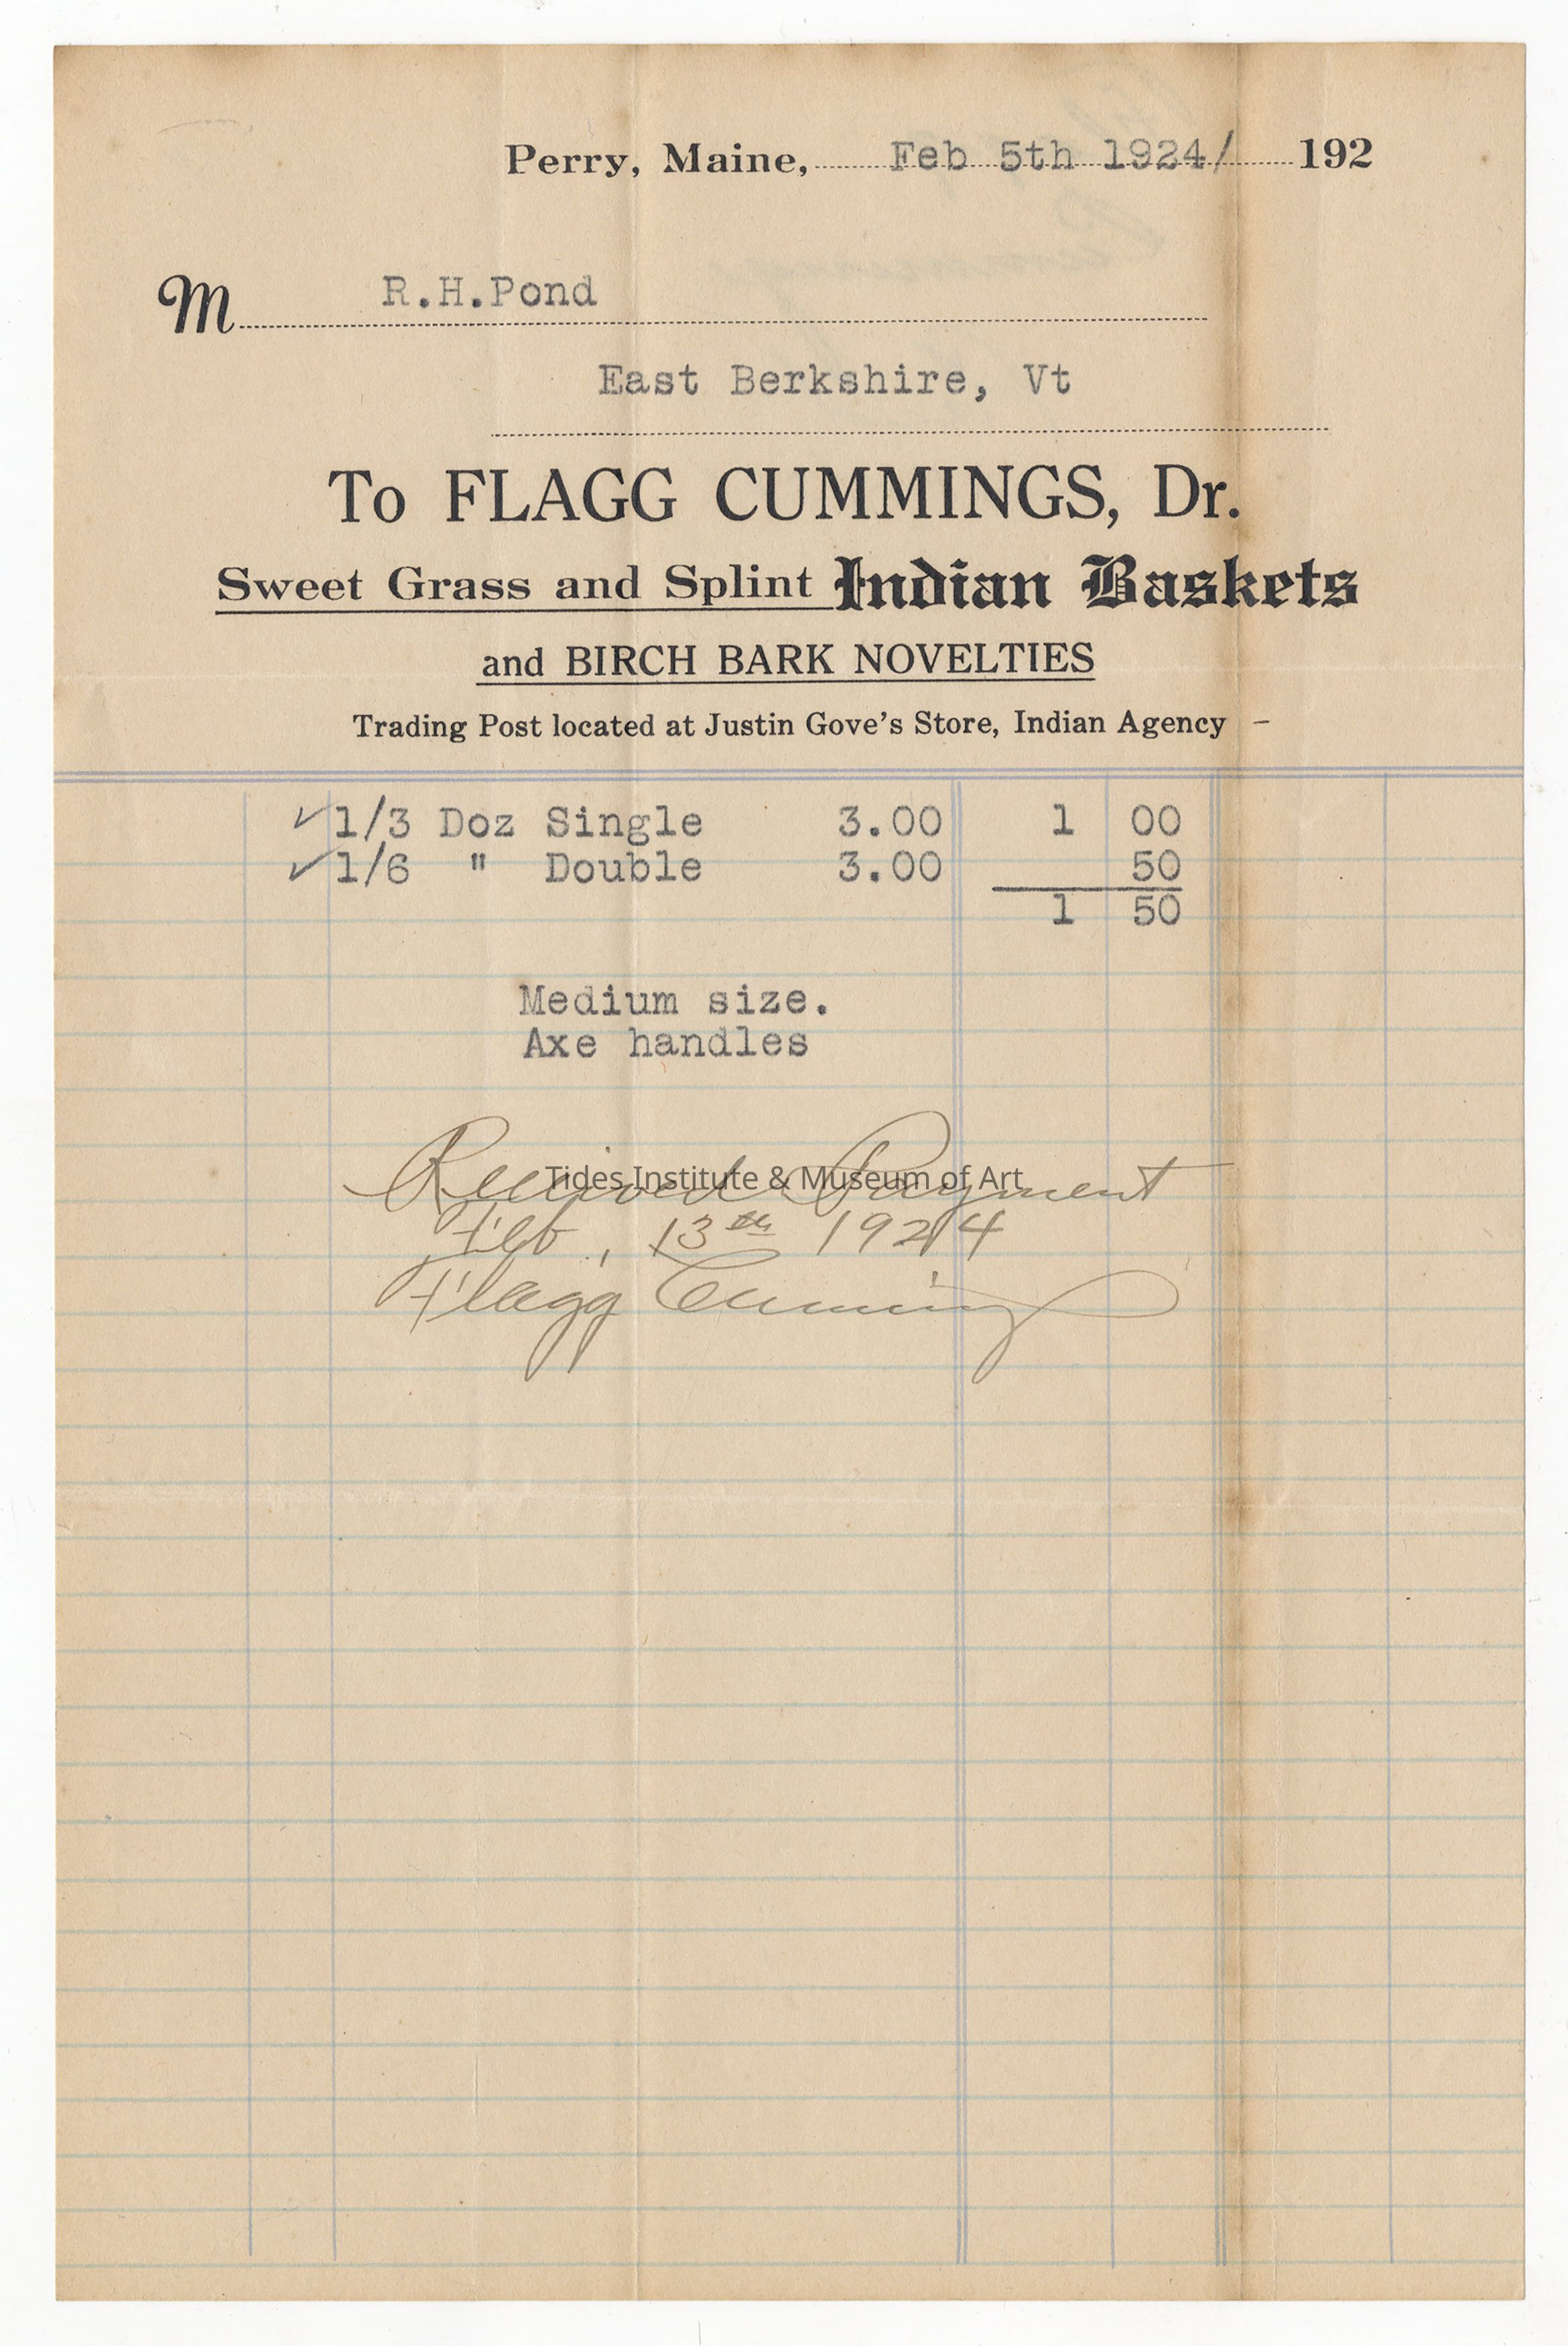 Perry, Maine, Feb 5th 1924/ 192
M R.H.Pond
East Berkshire, Vt
To FLAGG CUMMINGS, Dr.
Sweet Grass and Splint Indian Baskets
and BIRCH BARK NOVELTIES
Trading Post located at Justin Gove's Store, Indian Agency -
✓1/3 Doz Single 3.00 1 00
✓1/6 " Double 3.00 50
1 50
Medium size.
Axe handles
Received Payment
Tides Institute & Museum of Art
Feb, 13th 1924
Flagg Cummings